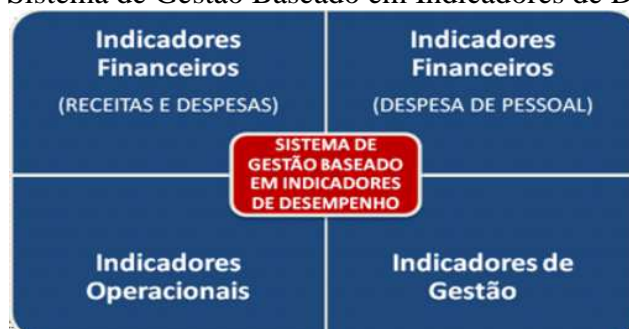 Sistema de Gestão Baseado em Indicadores de D
Indicadores
Financeiros
(RECEITAS E DESPESAS)
Indicadores
Financeiros
(DESPESA DE PESSOAL)
SISTEMA DE
GESTÃO BASEADO
EM INDICADORES
DE DESEMPENHO
Indicadores
Operacionais
Indicadores de
Gestão